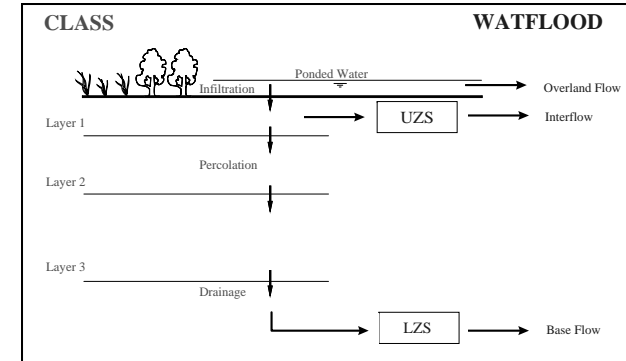 CLASS
WATFLOOD
Ponded Water
Infiltration
Overland Flow
Layer 1
UZS
Interflow
Percolation
Layer 2
Layer 3
Drainage
LZS
Base Flow